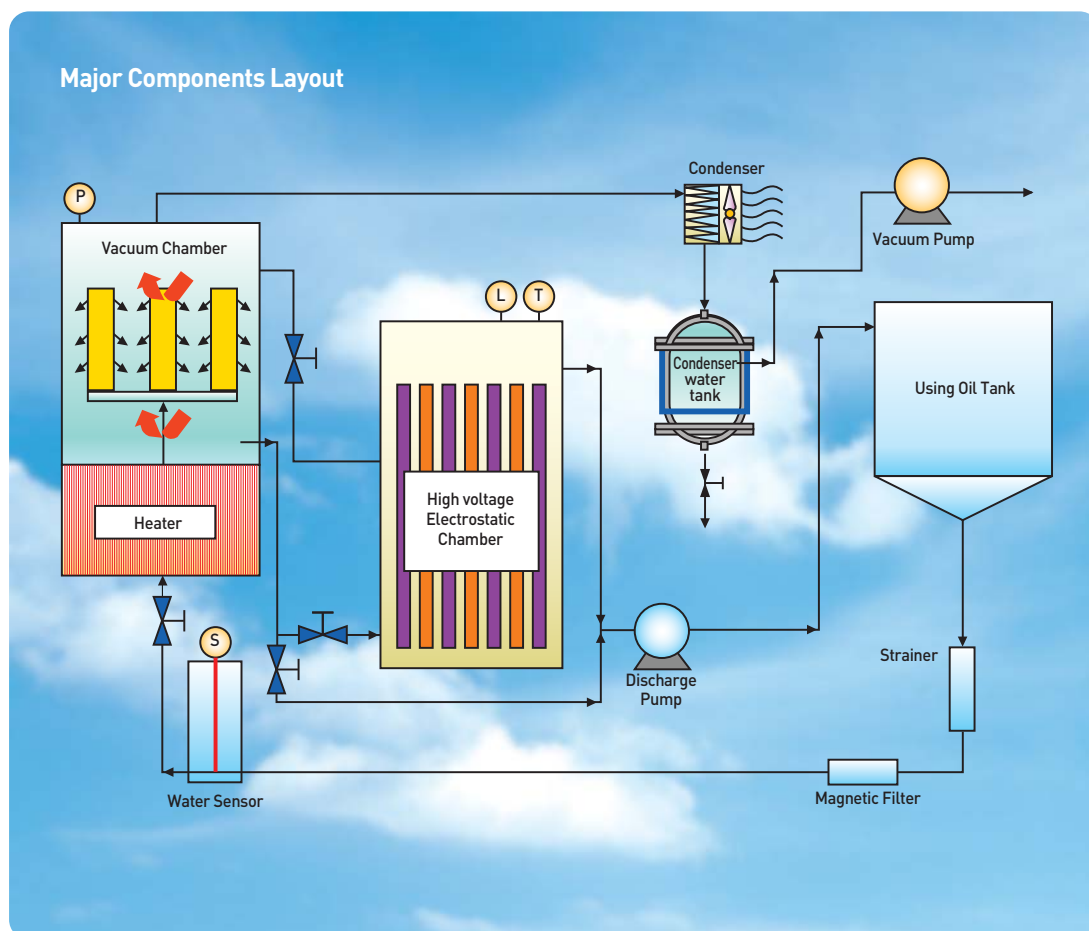 Major Components Layout
Condenser
P
Vacuum Pump
Vacuum Chamber
L
T
Condenser
water
tank
Using Oil Tank
High voltage
Electrostatic
Chamber
Heater
S
Strainer
Discharge
Pump
Water Sensor
Magnetic Filter